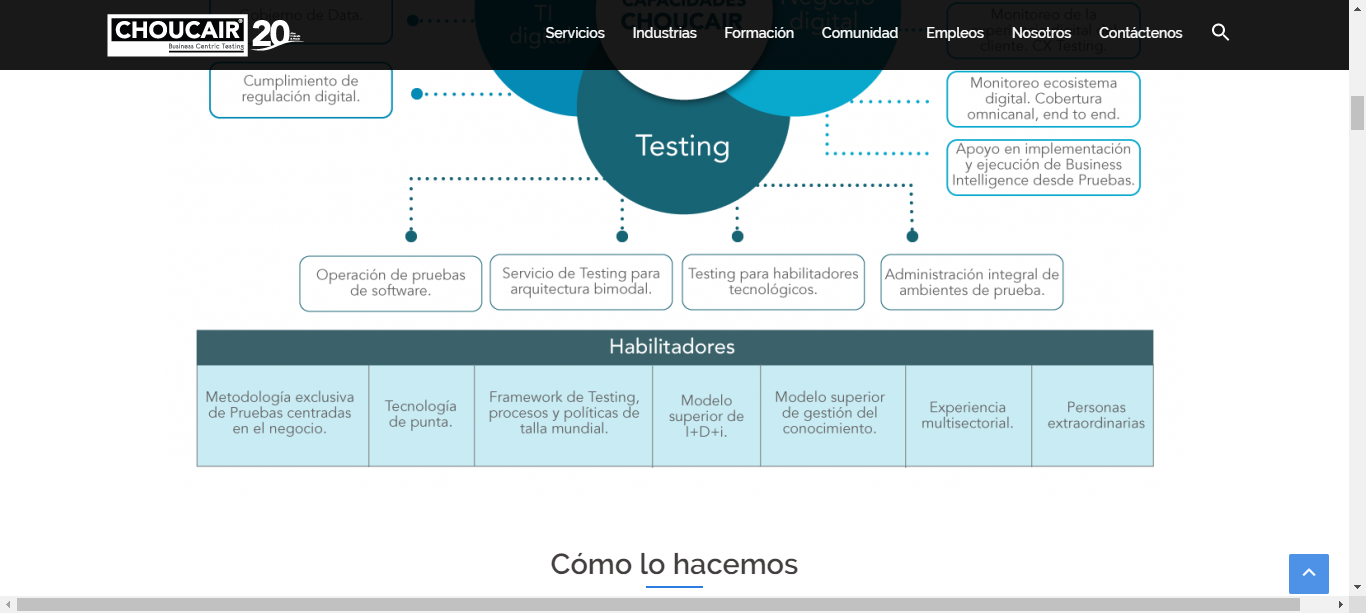 CHOUCAIR
Business Centric Testing
20
Servicios
Industrias
Formación
Comunidad
Empleos
Nosotros
Contáctenos
Gobierno de Data.
TI
digital
CAPACIDADES
CHOUCAIR
Negocio
digital
Monitoreo de la
cliente. CX Testing.
Cumplimiento de
regulación digital.
Monitoreo ecosistema
digital. Cobertura
omnicanal, end to end.
Testing
Apoyo en implementación
y ejecución de Business
Intelligence desde Pruebas.
Operación de pruebas
de software.
Servicio de Testing para
arquitectura bimodal.
Testing para habilitadores
tecnológicos.
Administración integral de
ambientes de prueba.
Habilitadores
Metodología exclusiva
de Pruebas centradas
en el negocio.
Tecnología
de punta.
Framework de Testing,
procesos y políticas de
talla mundial.
Modelo
superior de
I+D+i.
Modelo superior
de gestión del
conocimiento.
Experiencia
multisectorial.
Personas
extraordinarias
Cómo lo hacemos